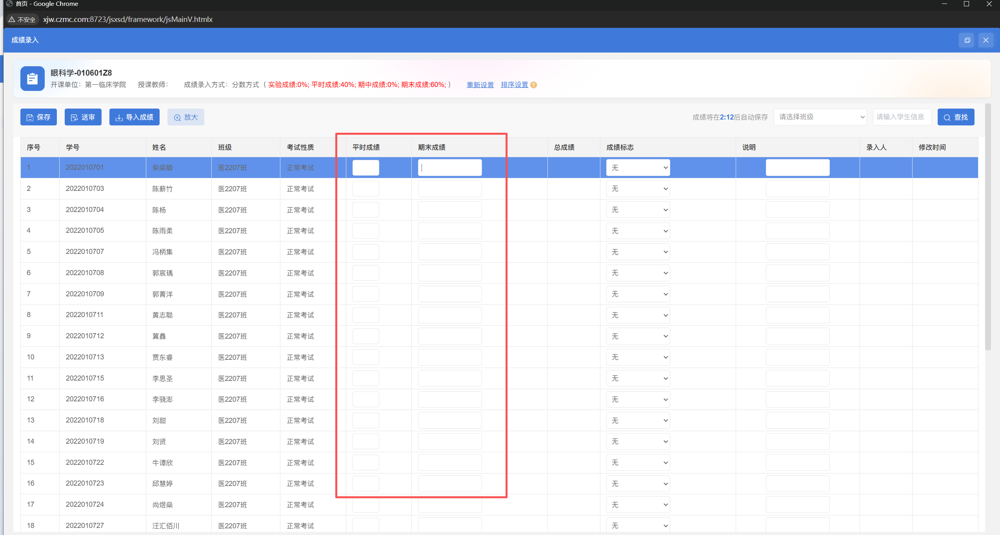 首页 - Google Chrome
不安全 xjw.czmc.com:8723/jsxsd/framework/jsMainV.htmlx
成绩录入
眼科学-010601Z8
开课单位：第一临床学院 授课教师： 成绩录入方式：分数方式（ 实验成绩:0%; 平时成绩:40%; 期中成绩:0%; 期末成绩:60%; ） 重新设置 排序设置 ?
保存 送审 导入成绩 放大 成绩将在2:12后自动保存 请选择班级 请输入学生信息 查找
序号 学号 姓名 班级 考试性质 平时成绩 期末成绩 总成绩 成绩标志 说明 录入人 修改时间
1 2022010701 柴梁毓 医2207班 正常考试 无
2 2022010703 陈薪竹 医2207班 正常考试 无
3 2022010704 陈杨 医2207班 正常考试 无
4 2022010705 陈雨柔 医2207班 正常考试 无
5 2022010707 冯柄集 医2207班 正常考试 无
6 2022010708 郭宸瑀 医2207班 正常考试 无
7 2022010709 郭菁洋 医2207班 正常考试 无
8 2022010711 黄志聪 医2207班 正常考试 无
9 2022010712 冀鑫 医2207班 正常考试 无
10 2022010713 贾东睿 医2207班 正常考试 无
11 2022010715 李思圣 医2207班 正常考试 无
12 2022010716 李骁澎 医2207班 正常考试 无
13 2022010718 刘甜 医2207班 正常考试 无
14 2022010719 刘贤 医2207班 正常考试 无
15 2022010722 牛谭欣 医2207班 正常考试 无
16 2022010723 邱慧婷 医2207班 正常考试 无
17 2022010724 尚煜燊 医2207班 正常考试 无
18 2022010727 汪汇佰川 医2207班 正常考试 无